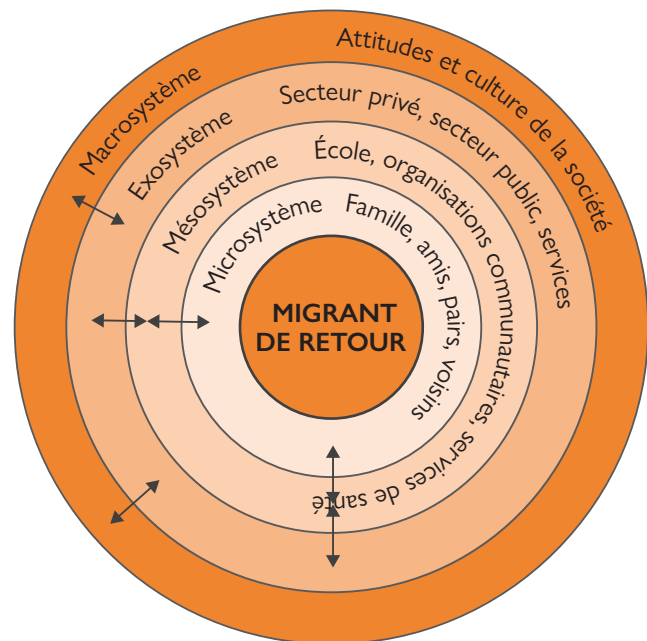 Macrosystème
Attitudes et culture de la société
Exosystème
Secteur privé, secteur public, services
Mésosystème
École, organisations communautaires, services de santé
Microsystème
Famille, amis, pairs, voisins
MIGRANT
DE RETOUR